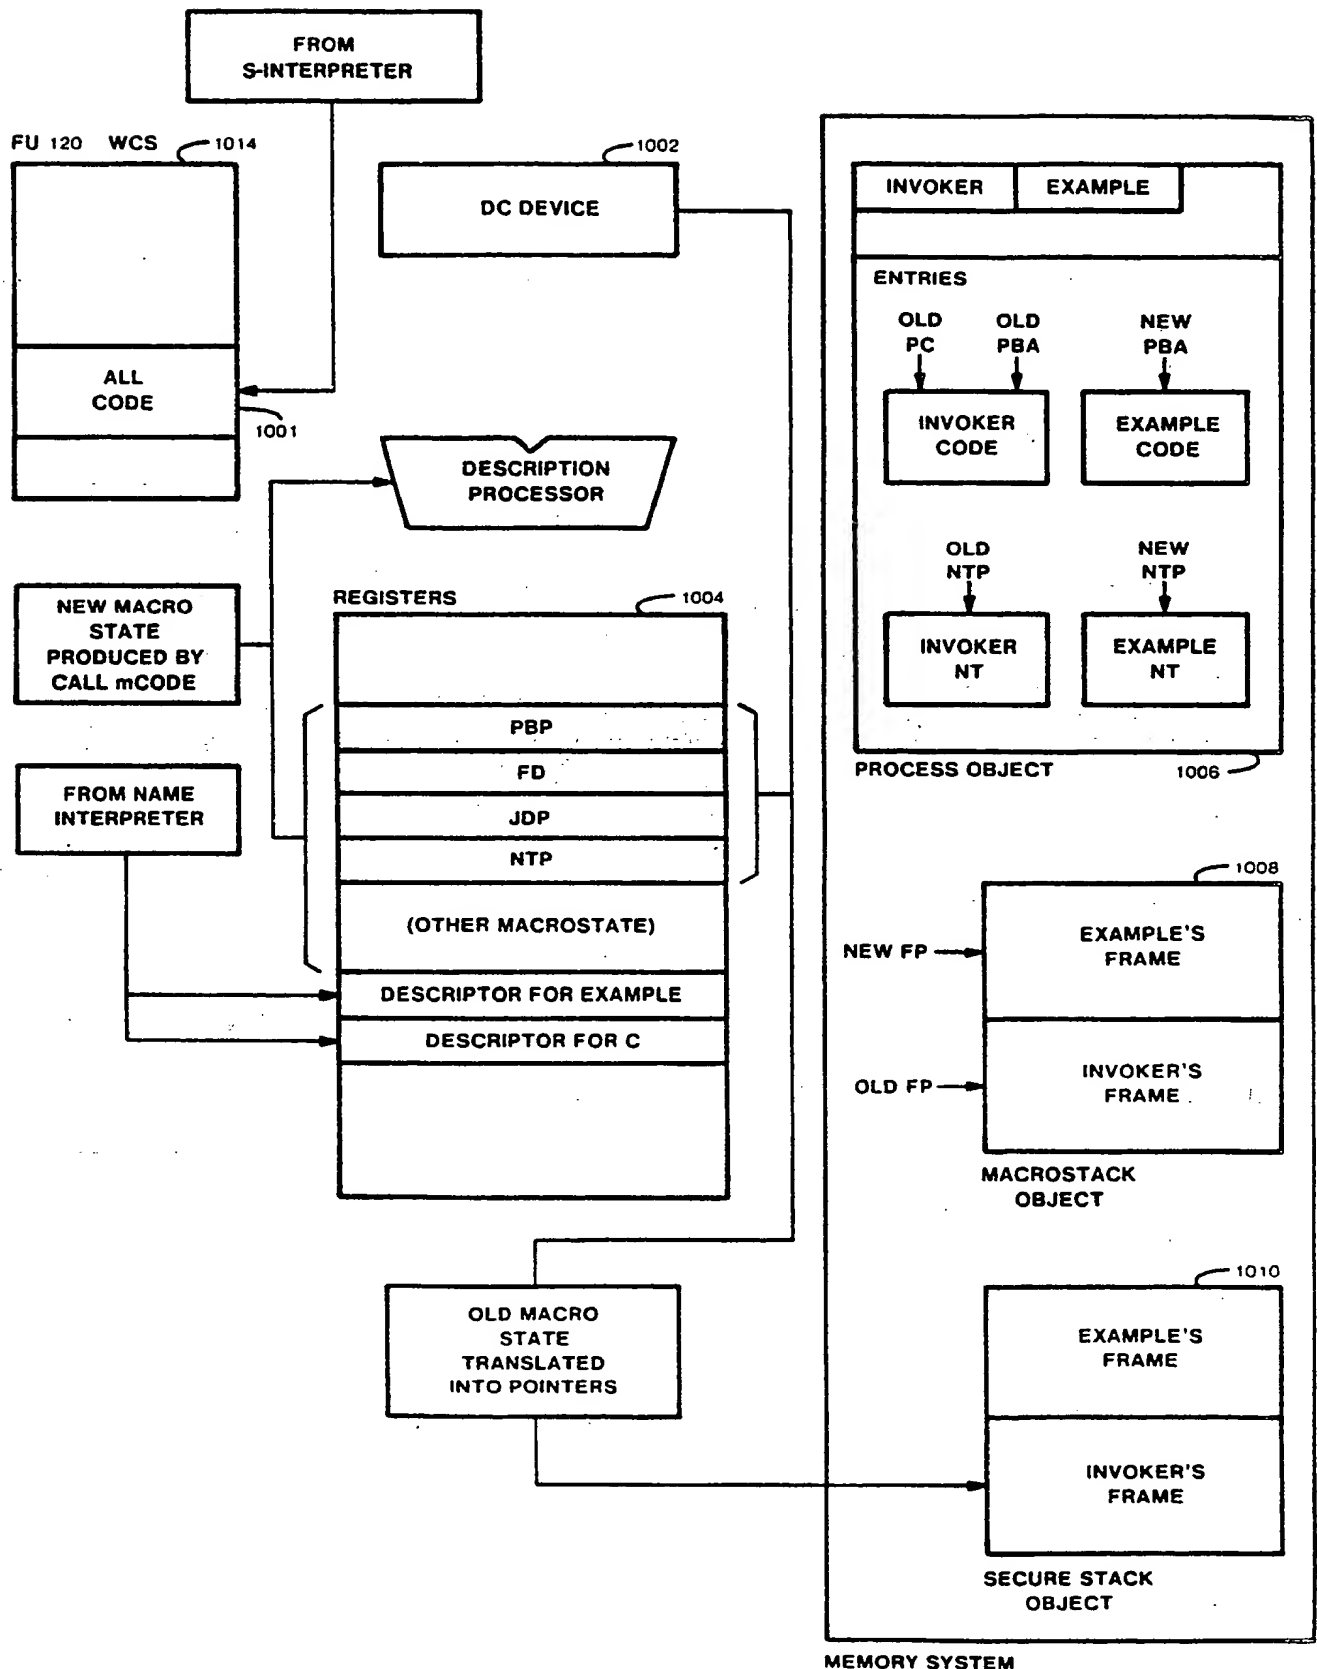 FROM
S-INTERPRETER
FU 120 WCS
1014
ALL
CODE
1001
1002
DC DEVICE
DESCRIPTION
PROCESSOR
NEW MACRO
STATE
PRODUCED BY
CALL mCODE
FROM NAME
INTERPRETER
REGISTERS
1004
PBP
FD
JDP
NTP
(OTHER MACROSTATE)
DESCRIPTOR FOR EXAMPLE
DESCRIPTOR FOR C
OLD MACRO
STATE
TRANSLATED
INTO POINTERS
INVOKER
EXAMPLE
ENTRIES
OLD
PC
OLD
PBA
NEW
PBA
INVOKER
CODE
EXAMPLE
CODE
OLD
NTP
NEW
NTP
INVOKER
NT
EXAMPLE
NT
PROCESS OBJECT
1006
1008
NEW FP
EXAMPLE'S
FRAME
OLD FP
INVOKER'S
FRAME
MACROSTACK
OBJECT
1010
EXAMPLE'S
FRAME
INVOKER'S
FRAME
SECURE STACK
OBJECT
MEMORY SYSTEM